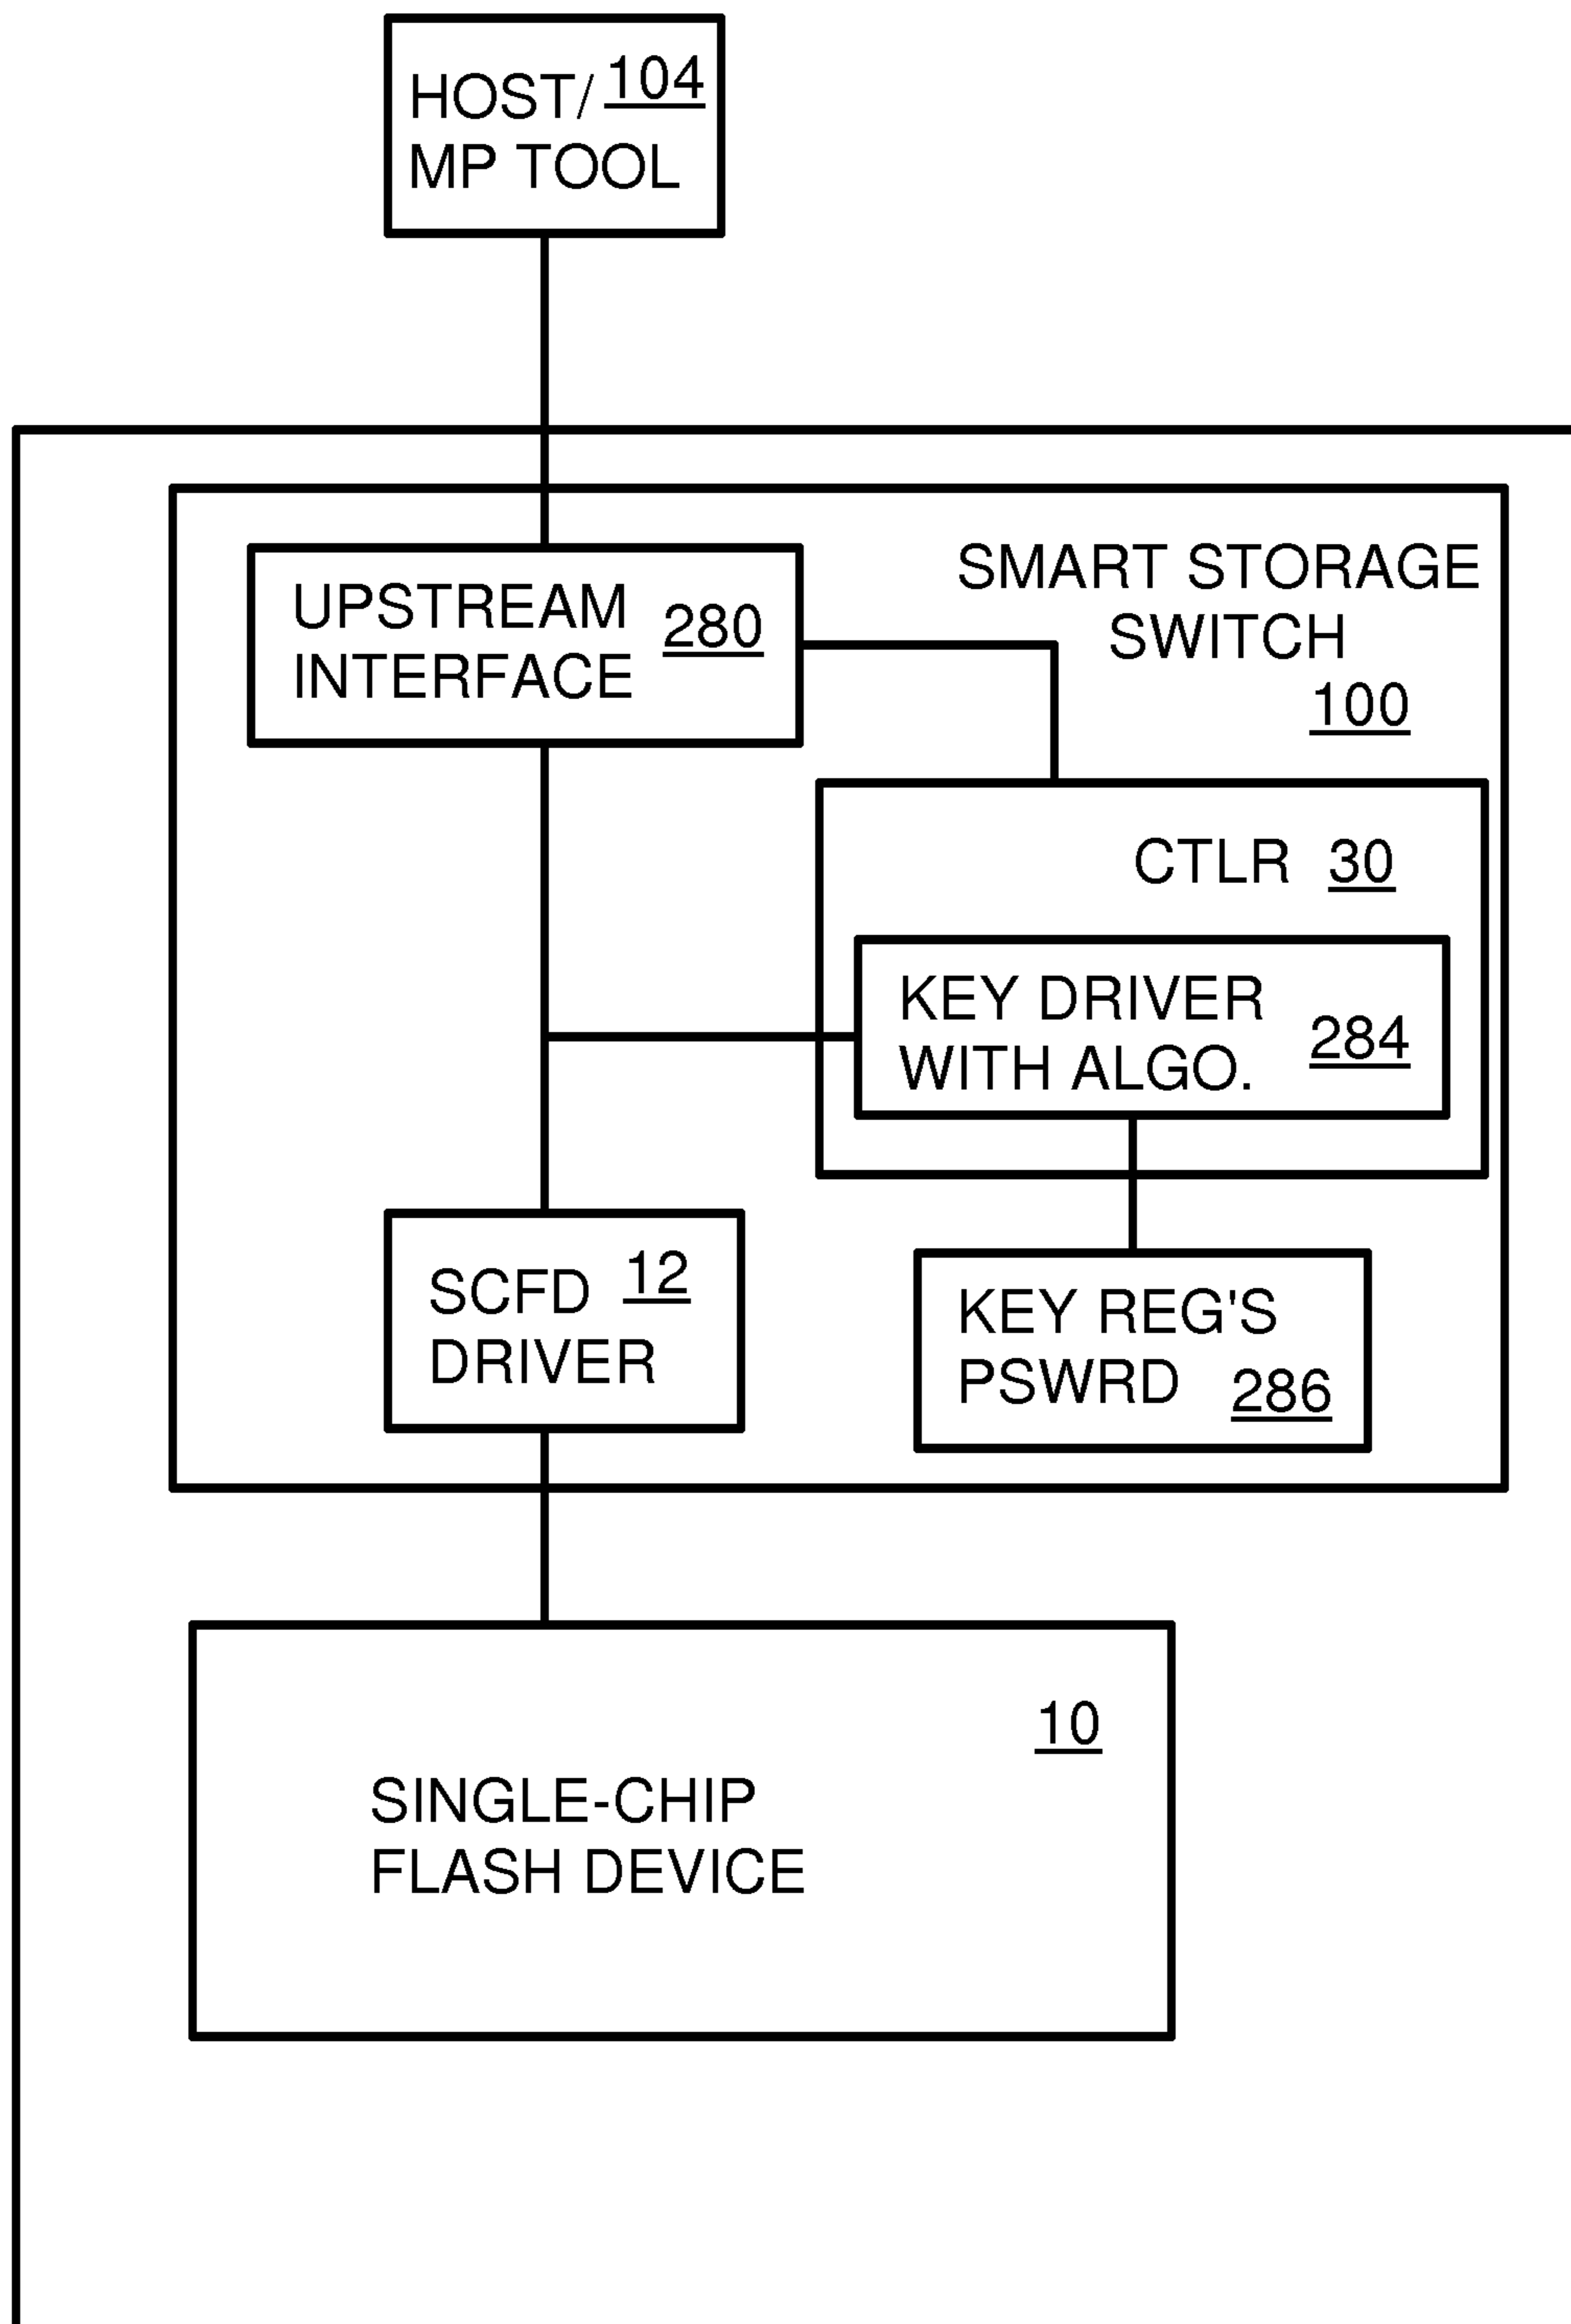 HOST/ 104
MP TOOL
SMART STORAGE
SWITCH
100
UPSTREAM 280
INTERFACE
CTLR 30
KEY DRIVER 284
WITH ALGO.
SCFD 12
DRIVER
KEY REG'S
PSWRD 286
10
SINGLE-CHIP
FLASH DEVICE